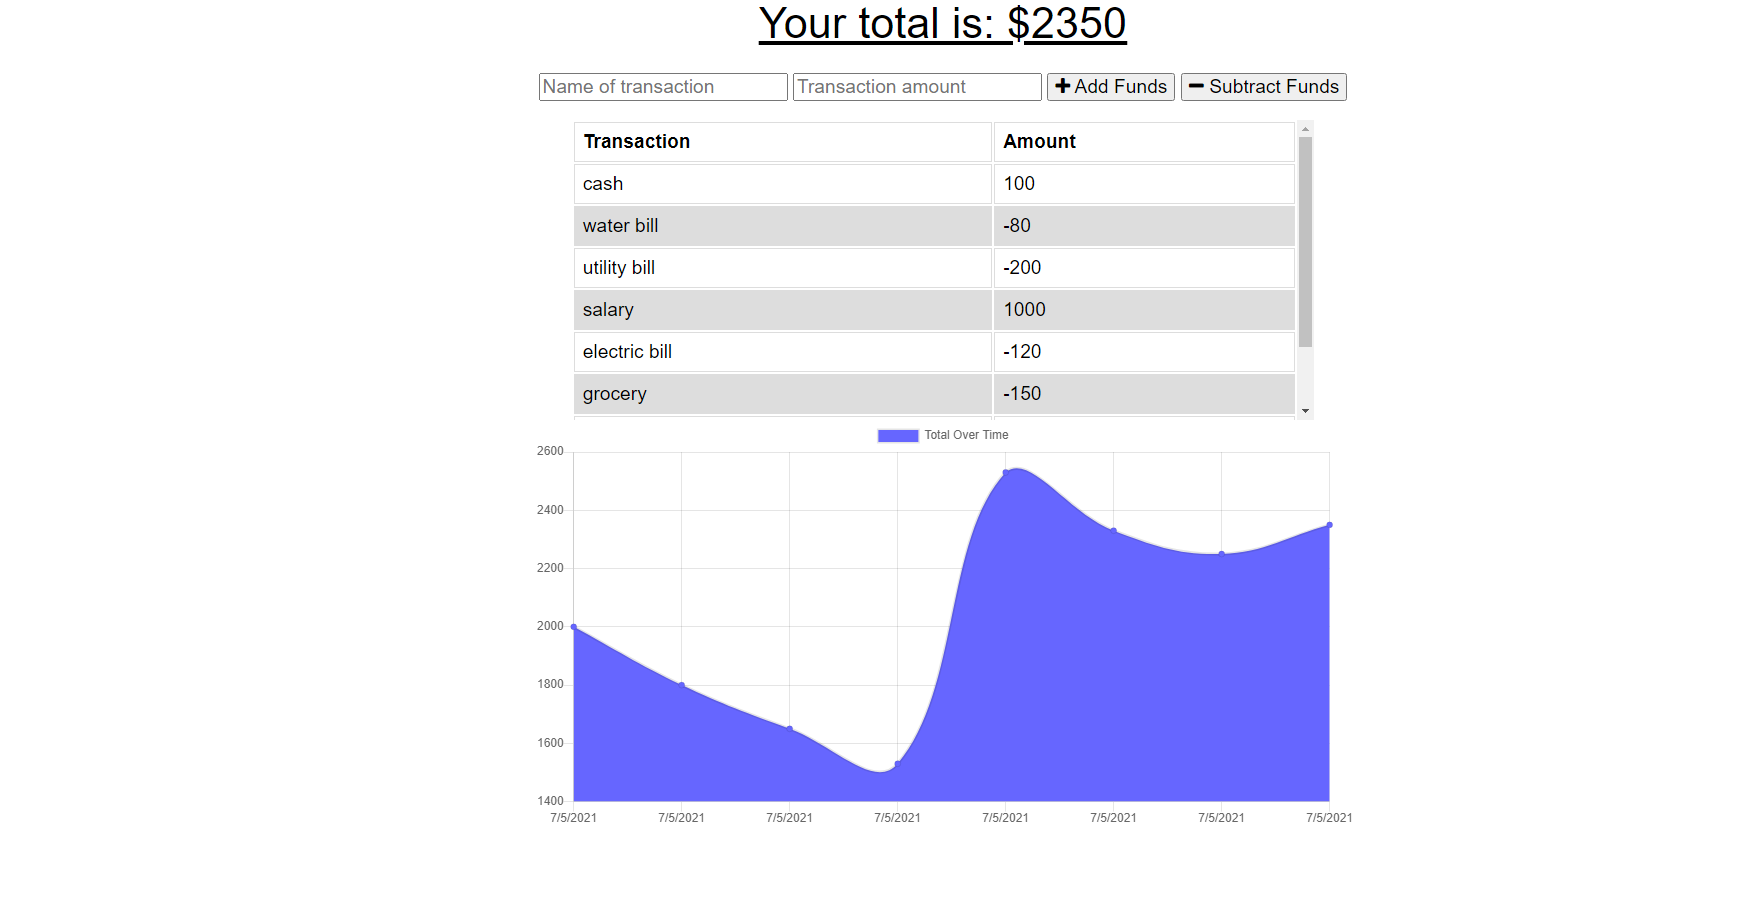 Your total is: $2350
Name of transaction Transaction amount Add Funds Subtract Funds
Transaction Amount
cash 100
water bill -80
utility bill -200
salary 1000
electric bill -120
grocery -150
Total Over Time
2600
2400
2200
2000
1800
1600
1400
7/5/2021 7/5/2021 7/5/2021 7/5/2021 7/5/2021 7/5/2021 7/5/2021 7/5/2021